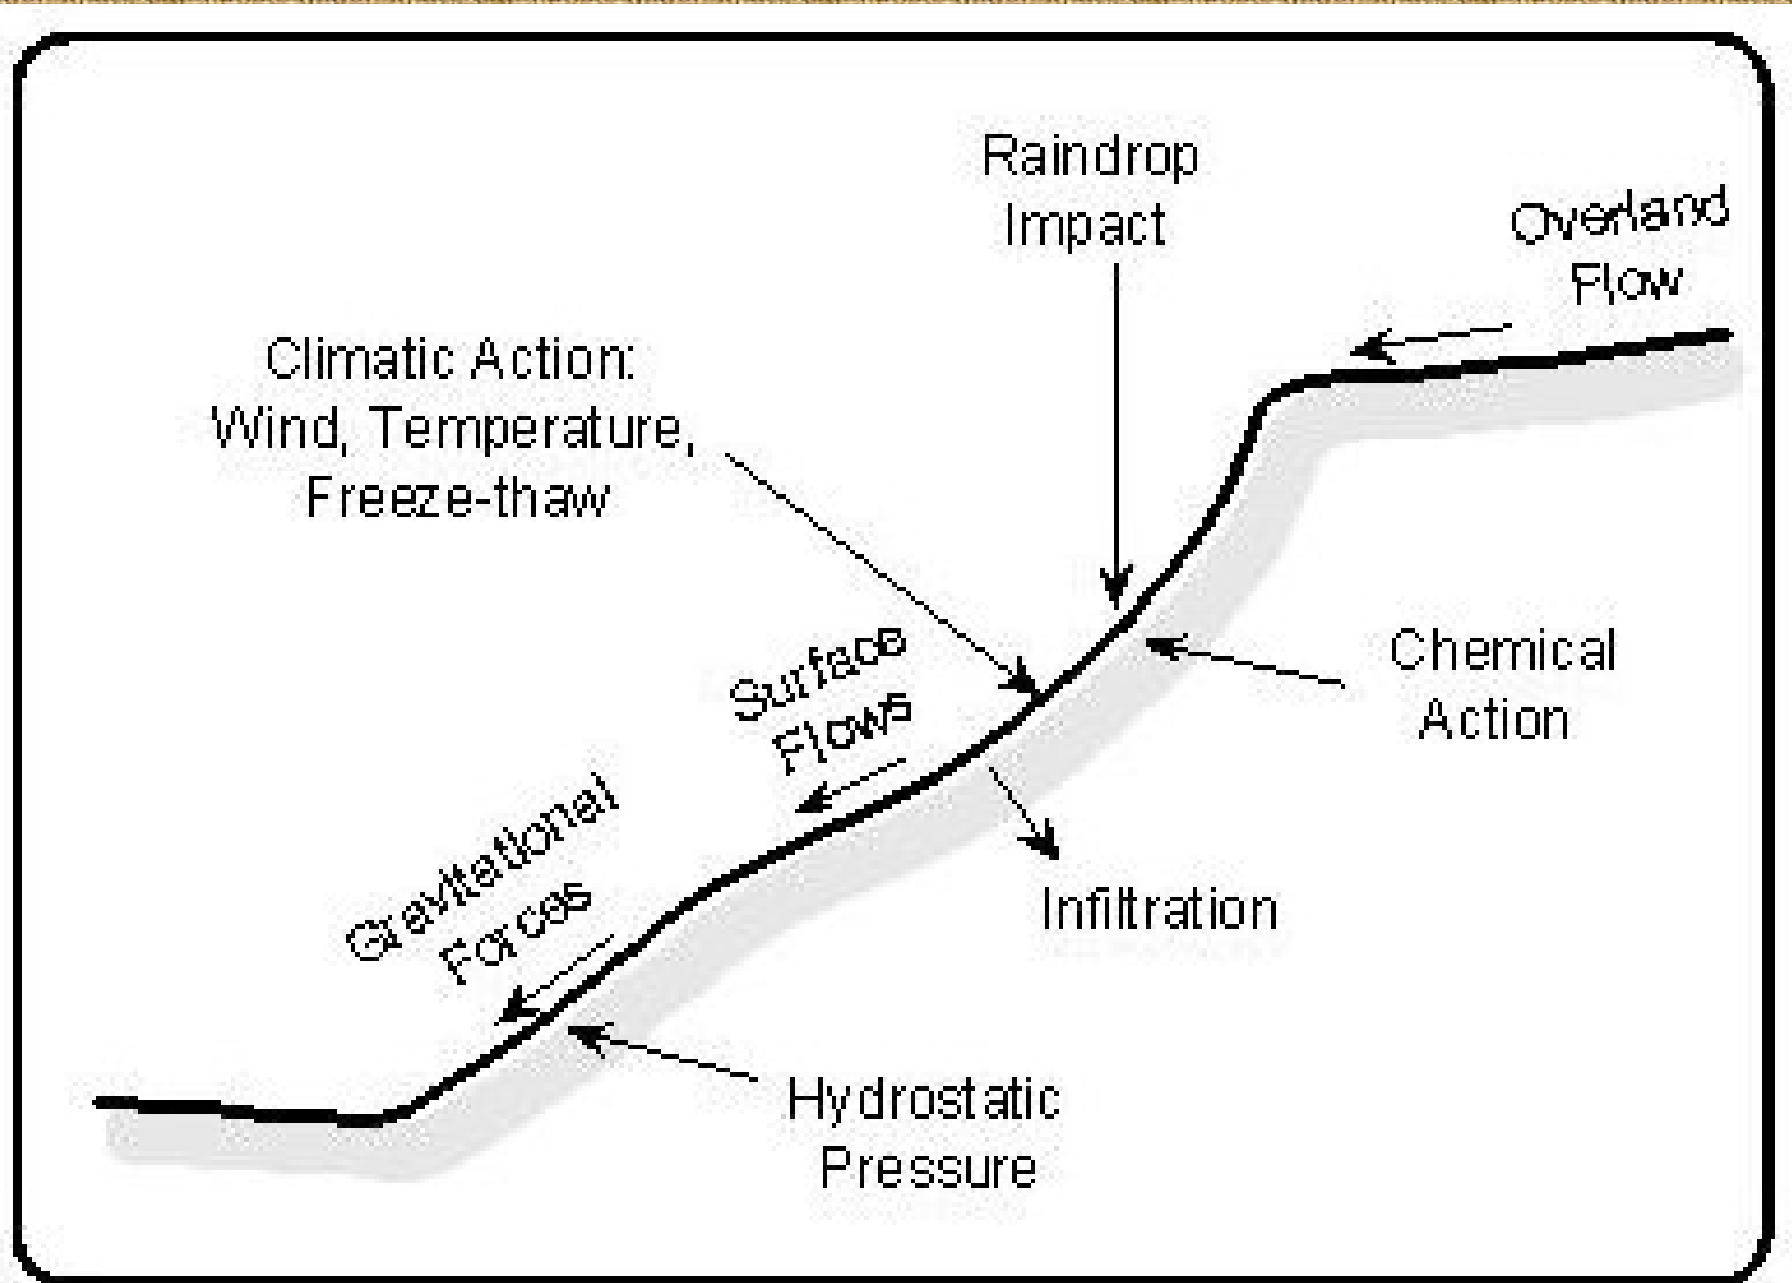 Raindrop
Impact
Overland
Flow
Climatic Action:
Wind, Temperature,
Freeze-thaw
Surface
Flows
Chemical
Action
Gravitational
Forces
Infiltration
Hydrostatic
Pressure